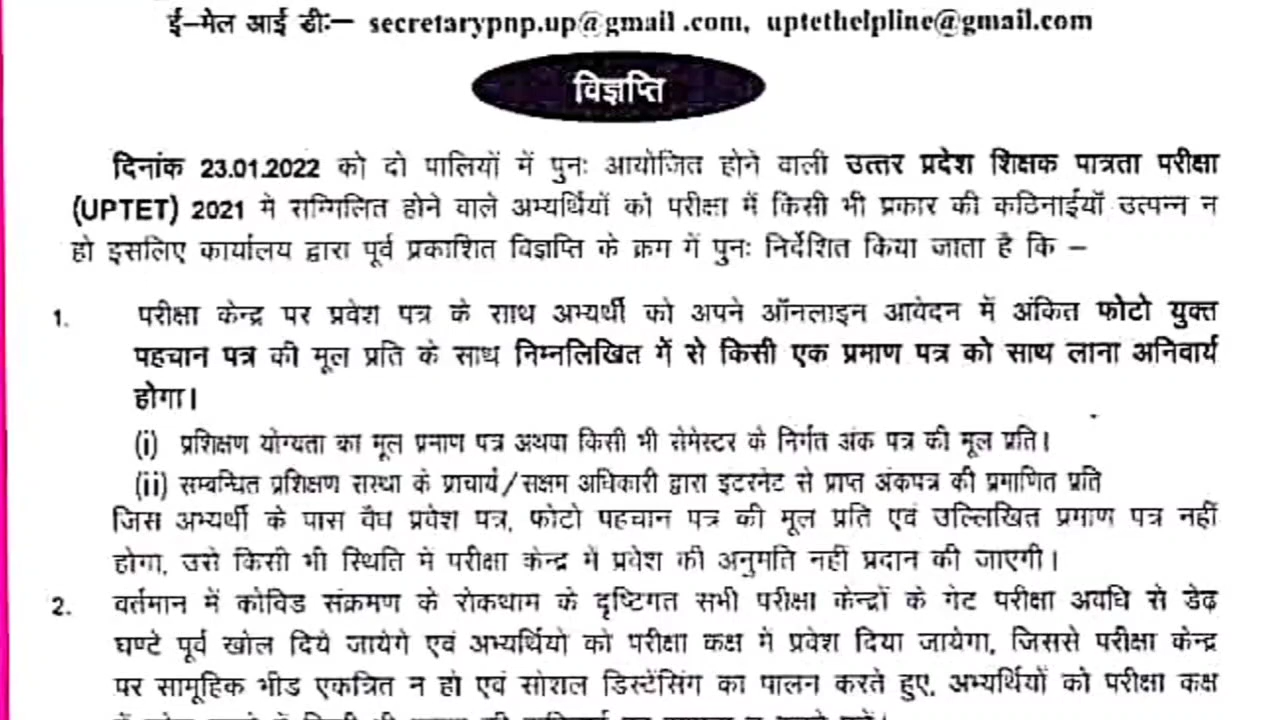 ई–मेल आई डीः– secretarypnp.up@gmail .com, uptethelpline@gmail.com
विज्ञप्ति
दिनांक 23.01.2022 को दो पालियों में पुनः आयोजित होने वाली उत्तर प्रदेश शिक्षक पात्रता परीक्षा
(UPTET) 2021 मे सम्मिलित होने वाले अभ्यर्थियों को परीक्षा में किसी भी प्रकार की कठिनाईयॉ उत्पन्न न
हो इसलिए कार्यालय द्वारा पूर्व प्रकाशित विज्ञप्ति के क्रम में पुनः निर्देशित किया जाता है कि –
1. परीक्षा केन्द्र पर प्रवेश पत्र के साथ अभ्यर्थी को अपने ऑनलाइन आवेदन में अंकित फोटो युक्त
पहचान पत्र की मूल प्रति के साथ निम्नलिखित में से किसी एक प्रमाण पत्र को साथ लाना अनिवार्य
होगा।
(i) प्रशिक्षण योग्यता का मूल प्रमाण पत्र अथवा किसी भी सेमेस्टर के निर्गत अंक पत्र की मूल प्रति।
(ii) सम्बन्धित प्रशिक्षण संस्था के प्राचार्य/सक्षम अधिकारी द्वारा इंटरनेट से प्राप्त अंकपत्र की प्रमाणित प्रति
जिस अभ्यर्थी के पास वैध प्रवेश पत्र, फोटो पहचान पत्र की मूल प्रति एवं उल्लिखित प्रमाण पत्र नहीं
होगा, उसे किसी भी स्थिति में परीक्षा केन्द्र में प्रवेश की अनुमति नहीं प्रदान की जाएगी।
2. वर्तमान में कोविड संक्रमण के रोकथाम के दृष्टिगत सभी परीक्षा केन्द्रों के गेट परीक्षा अवधि से डेढ़
घण्टे पूर्व खोल दिये जायेगे एवं अभ्यर्थियो को परीक्षा कक्ष में प्रवेश दिया जायेगा, जिससे परीक्षा केन्द्र
पर सामूहिक भीड एकत्रित न हो एवं सोशल डिस्टेंसिंग का पालन करते हुए, अभ्यर्थियों को परीक्षा कक्ष